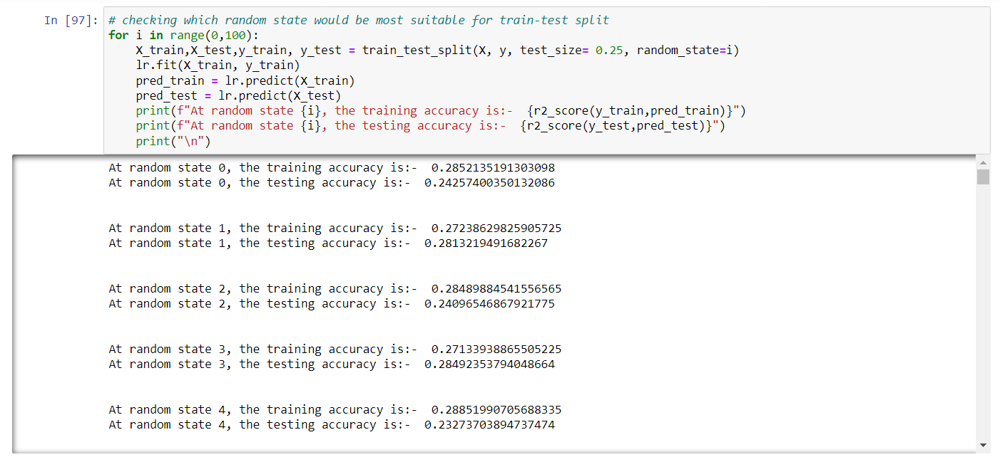 In [97]: # checking which random state would be most suitable for train-test split
for i in range(0,100):
    X_train,X_test,y_train, y_test = train_test_split(X, y, test_size= 0.25, random_state=i)
    lr.fit(X_train, y_train)
    pred_train = lr.predict(X_train)
    pred_test = lr.predict(X_test)
    print(f"At random state {i}, the training accuracy is:-  {r2_score(y_train,pred_train)}")
    print(f"At random state {i}, the testing accuracy is:-  {r2_score(y_test,pred_test)}")
    print("\n")
At random state 0, the training accuracy is:-  0.2852135191303098
At random state 0, the testing accuracy is:-  0.24257400350132086
At random state 1, the training accuracy is:-  0.27238629825905725
At random state 1, the testing accuracy is:-  0.2813219491682267
At random state 2, the training accuracy is:-  0.28489884541556565
At random state 2, the testing accuracy is:-  0.24096546867921775
At random state 3, the training accuracy is:-  0.27133938865505225
At random state 3, the testing accuracy is:-  0.28492353794048664
At random state 4, the training accuracy is:-  0.28851990705688335
At random state 4, the testing accuracy is:-  0.23273703894737474